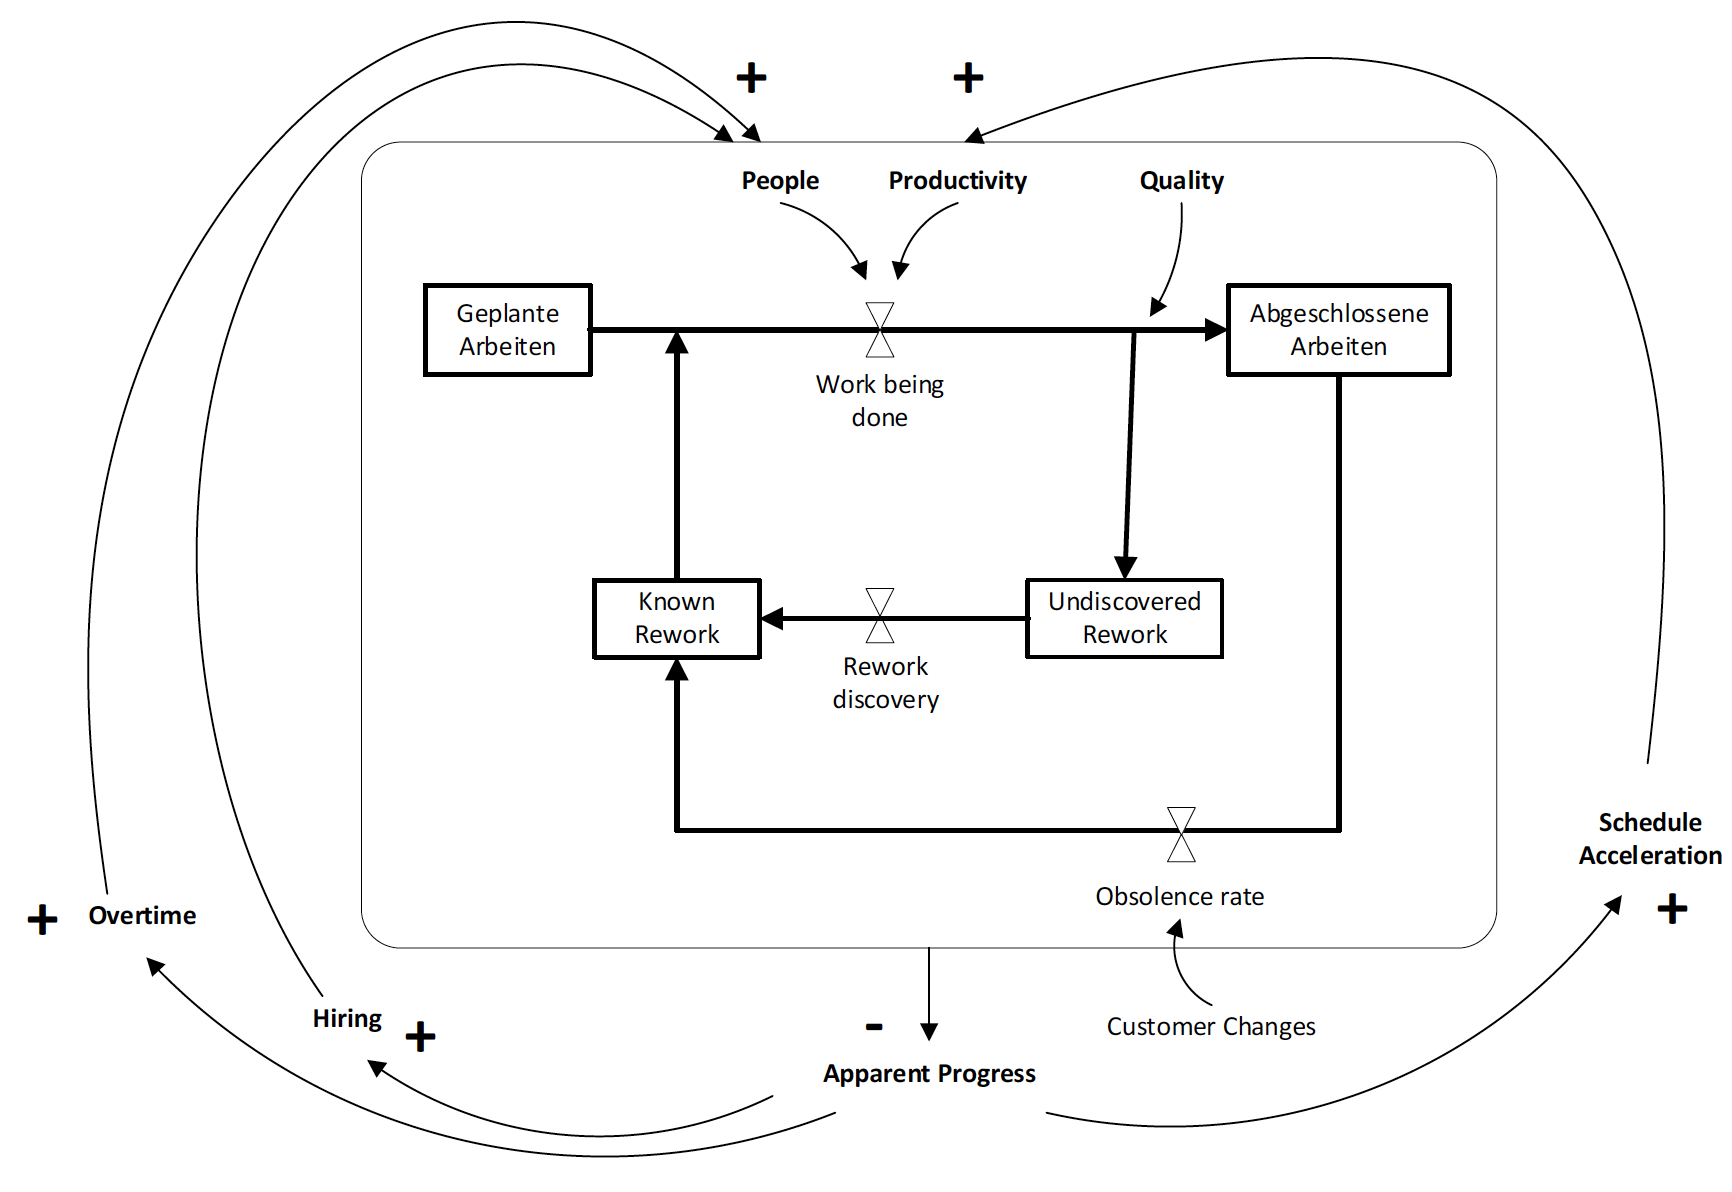 +
+
People
Productivity
Quality
Geplante
Arbeiten
Abgeschlossene
Arbeiten
Work being
done
Known
Rework
Undiscovered
Rework
Rework
discovery
Schedule
Acceleration
+
Obsolence rate
+
Overtime
Hiring
+
-
Customer Changes
Apparent Progress